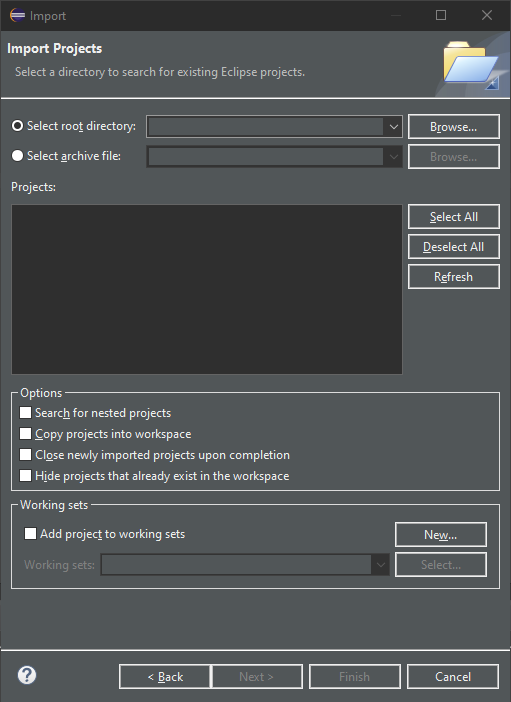 Import
Import Projects
Select a directory to search for existing Eclipse projects.
Select root directory:
Browse...
Select archive file:
Browse...
Projects:
Select All
Deselect All
Refresh
Options
Search for nested projects
Copy projects into workspace
Close newly imported projects upon completion
Hide projects that already exist in the workspace
Working sets
Add project to working sets
New...
Working sets:
Select...
?
< Back
Next >
Finish
Cancel